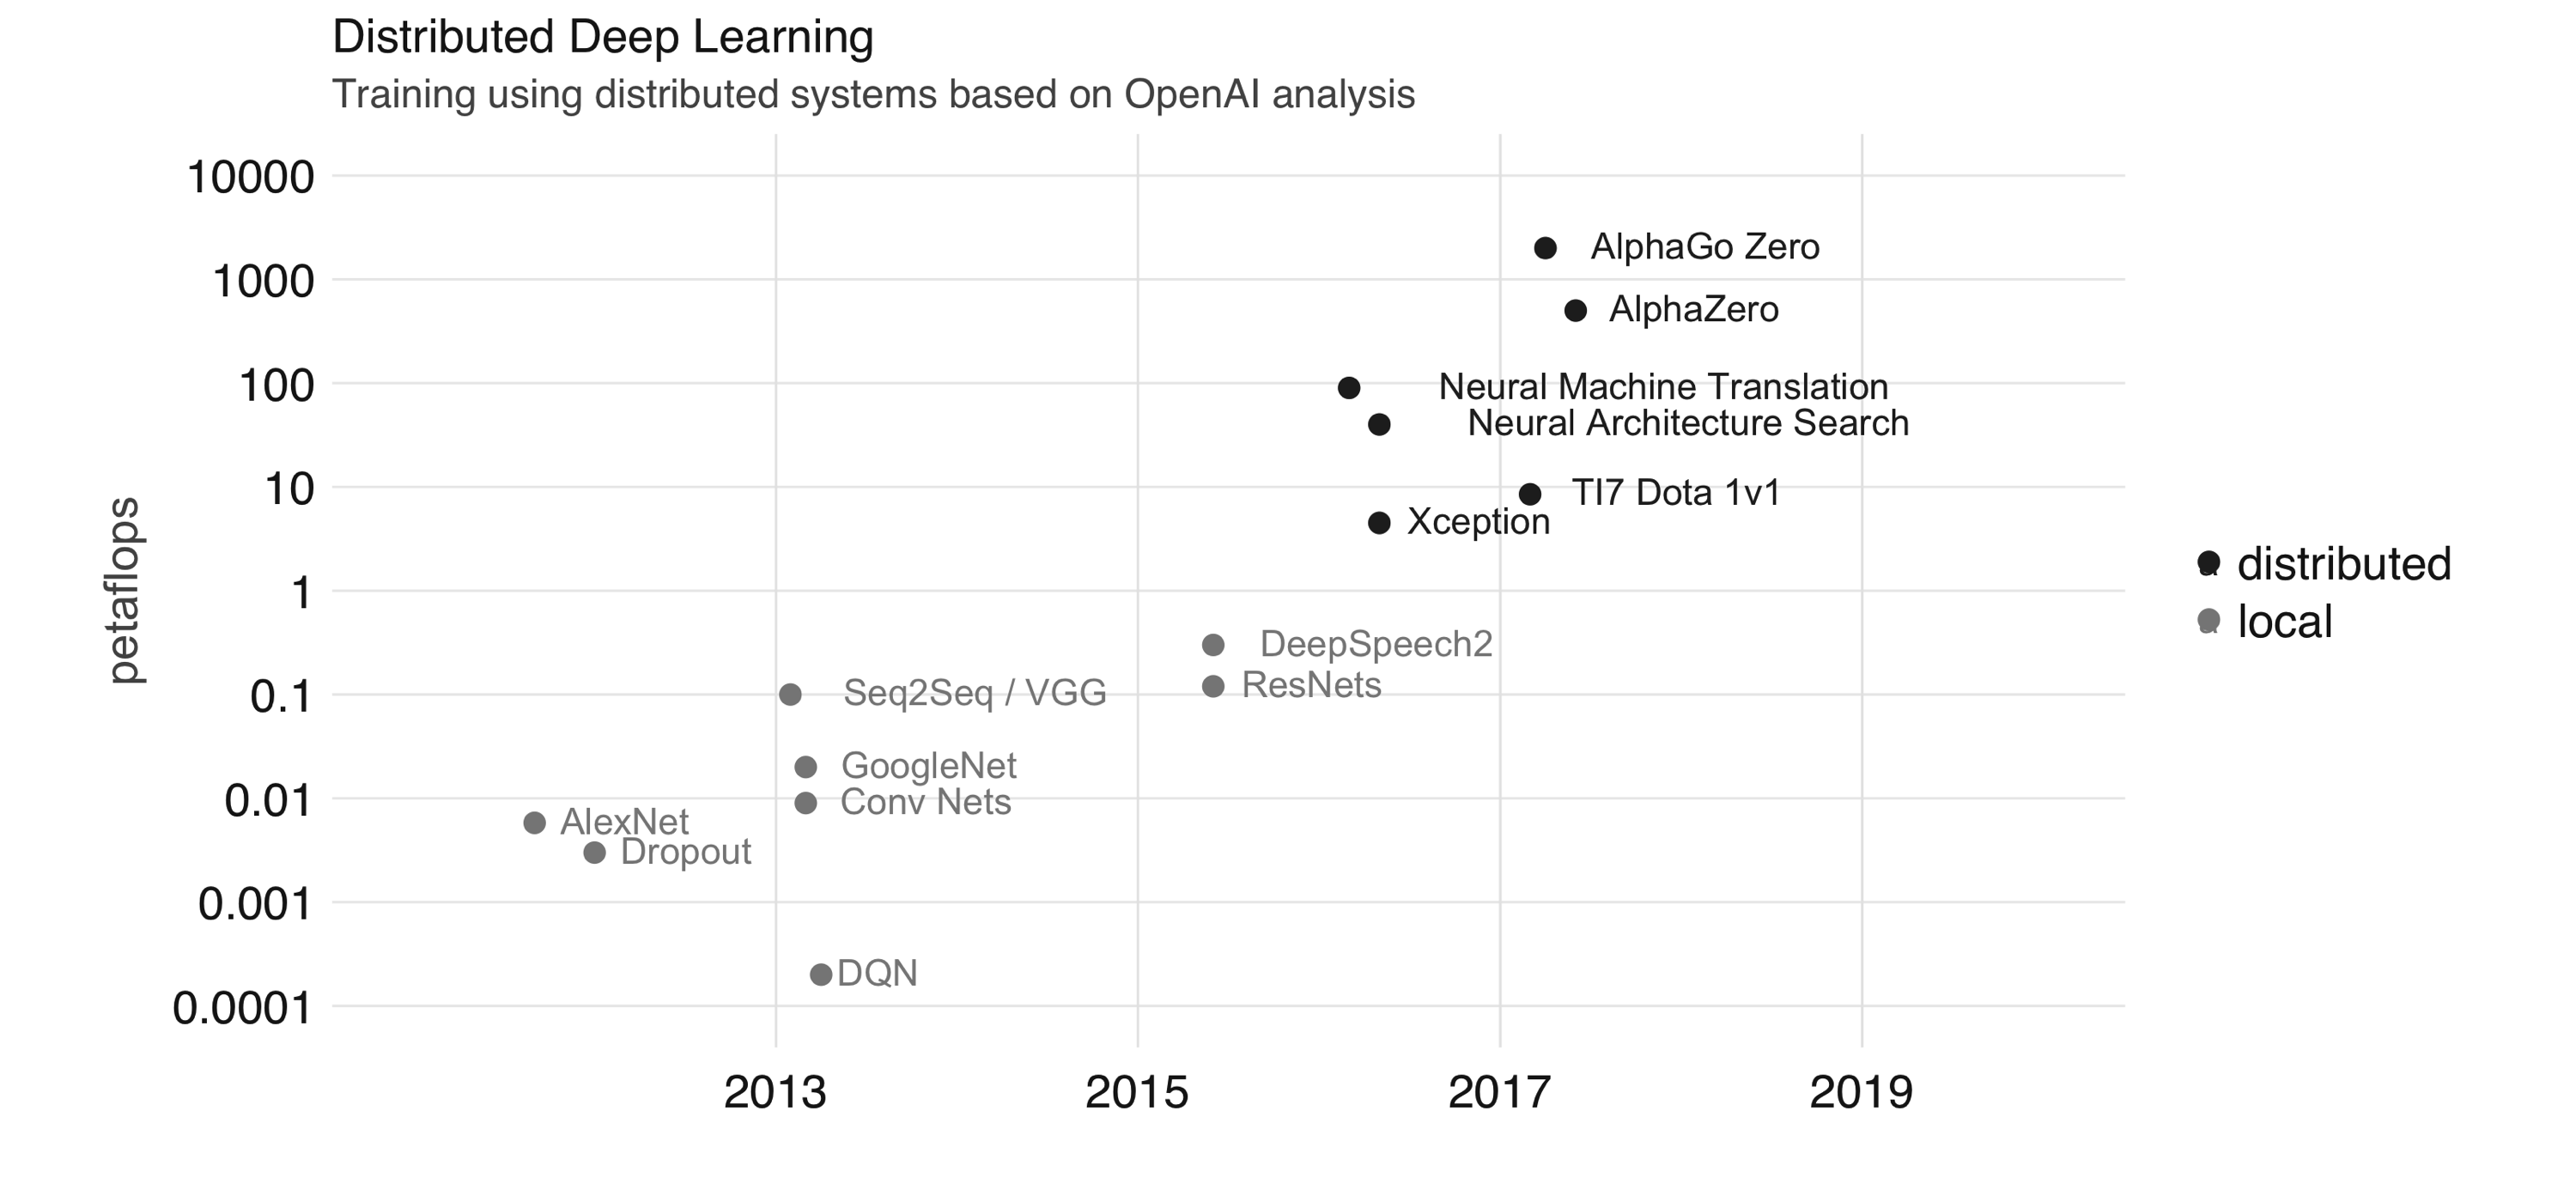 Distributed Deep Learning
Training using distributed systems based on OpenAI analysis
10000
1000
100
10
1
0.1
0.01
0.001
0.0001
petaflops
AlphaGo Zero
AlphaZero
Neural Machine Translation
Neural Architecture Search
TI7 Dota 1v1
Xception
DeepSpeech2
ResNets
Seq2Seq / VGG
GoogleNet
Conv Nets
AlexNet
Dropout
DQN
2013
2015
2017
2019
distributed
local